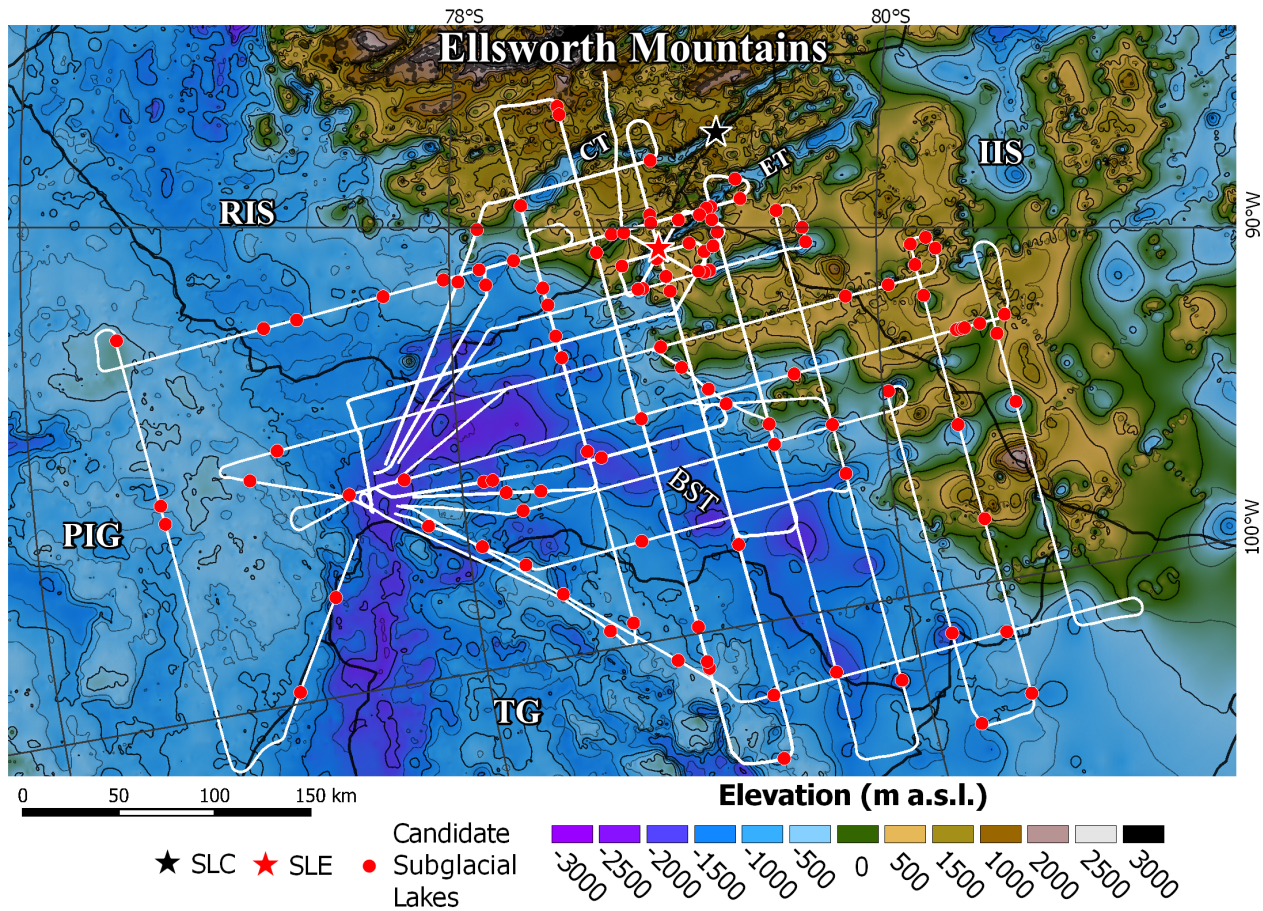 78°S
80°S
Ellsworth Mountains
CT
ET
IIS
RIS
90°W
BST
PIG
100°W
TG
0 50 100 150 km
Elevation (m a.s.l.)
SLC
SLE
Candidate
Subglacial
Lakes
-3000 -2500 -2000 -1500 -1000 -500 0 500 1500 1000 2000 2500 3000